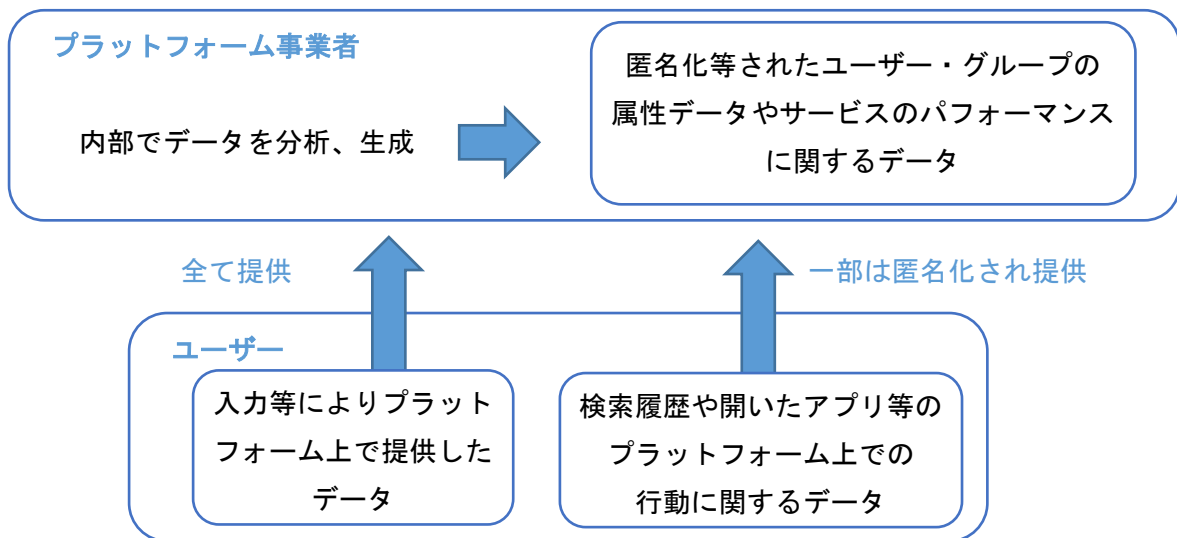 プラットフォーム事業者
内部でデータを分析、生成
匿名化等されたユーザー・グループの
属性データやサービスのパフォーマンス
に関するデータ
全て提供
一部は匿名化され提供
ユーザー
入力等によりプラット
フォーム上で提供した
データ
検索履歴や開いたアプリ等の
プラットフォーム上での
行動に関するデータ